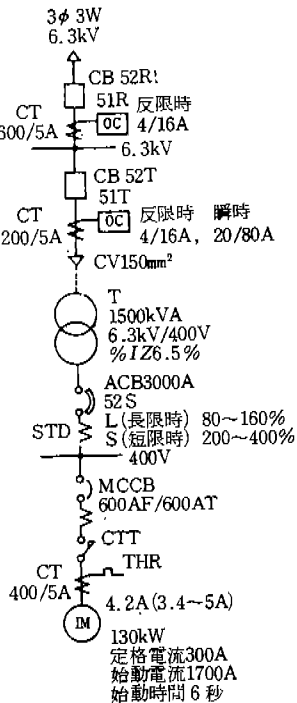 3φ 3W
6.3kV
CB 52R
51R 反限時
CT OC 4/16A
600/5A
6.3kV
CB 52T
51T
CT OC 反限時 瞬時
200/5A 4/16A, 20/80A
CV150mm²
T
1500kVA
6.3kV/400V
%IZ6.5%
ACB3000A
52S
L(長限時) 80～160%
STD S(短限時) 200～400%
400V
MCCB
600AF/600AT
CTT
CT THR
400/5A
4.2A(3.4～5A)
IM
130kW
定格電流300A
始動電流1700A
始動時間6秒